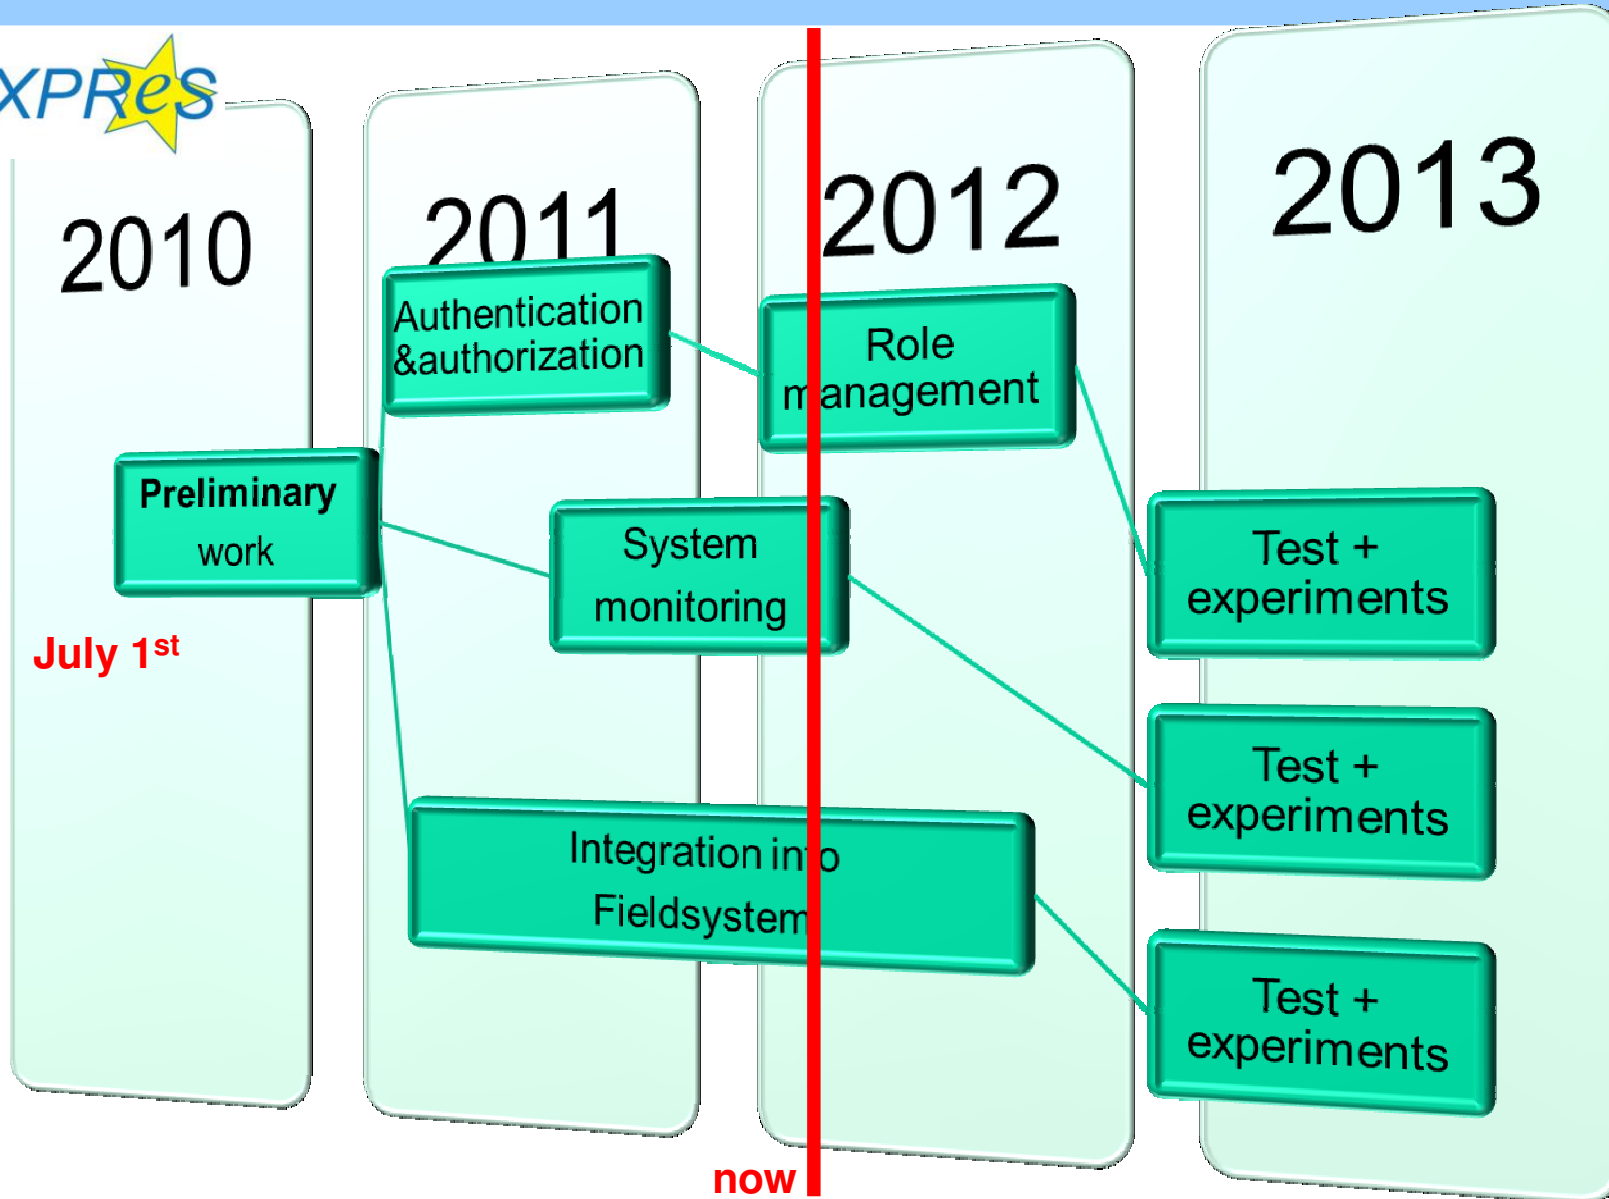 XPReS
2010
2011
2012
2013
Authentication
&authorization
Role
management
Preliminary
work
System
monitoring
Test +
experiments
July 1st
Test +
experiments
Integration into
Fieldsystem
Test +
experiments
now